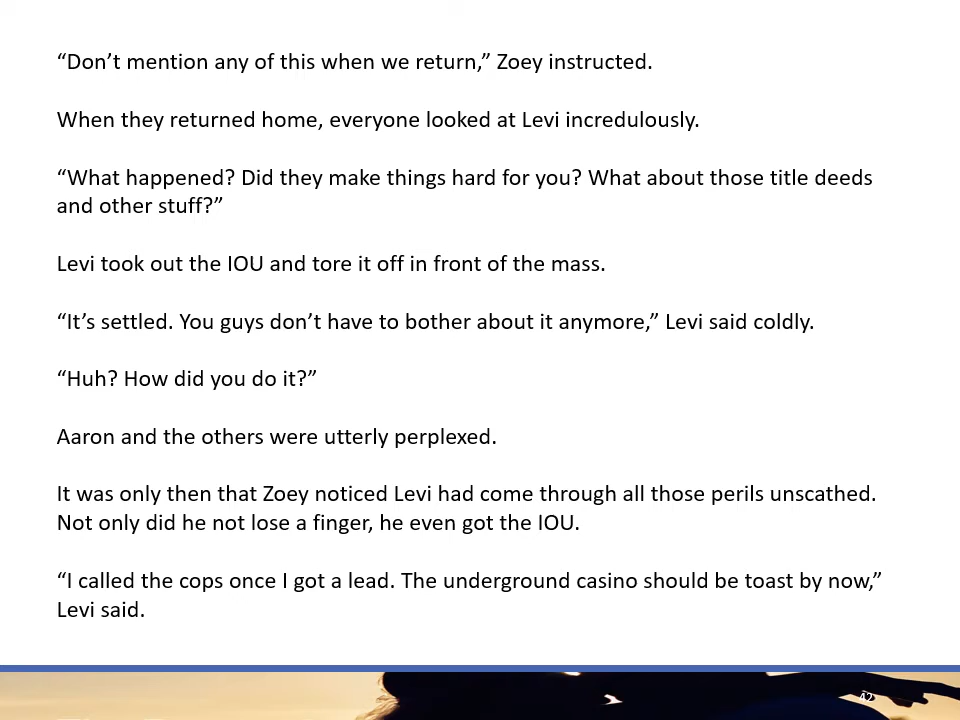 “Don’t mention any of this when we return,” Zoey instructed.
When they returned home, everyone looked at Levi incredulously.
“What happened? Did they make things hard for you? What about those title deeds
and other stuff?”
Levi took out the IOU and tore it off in front of the mass.
“It’s settled. You guys don’t have to bother about it anymore,” Levi said coldly.
“Huh? How did you do it?”
Aaron and the others were utterly perplexed.
It was only then that Zoey noticed Levi had come through all those perils unscathed.
Not only did he not lose a finger, he even got the IOU.
“I called the cops once I got a lead. The underground casino should be toast by now,”
Levi said.
42